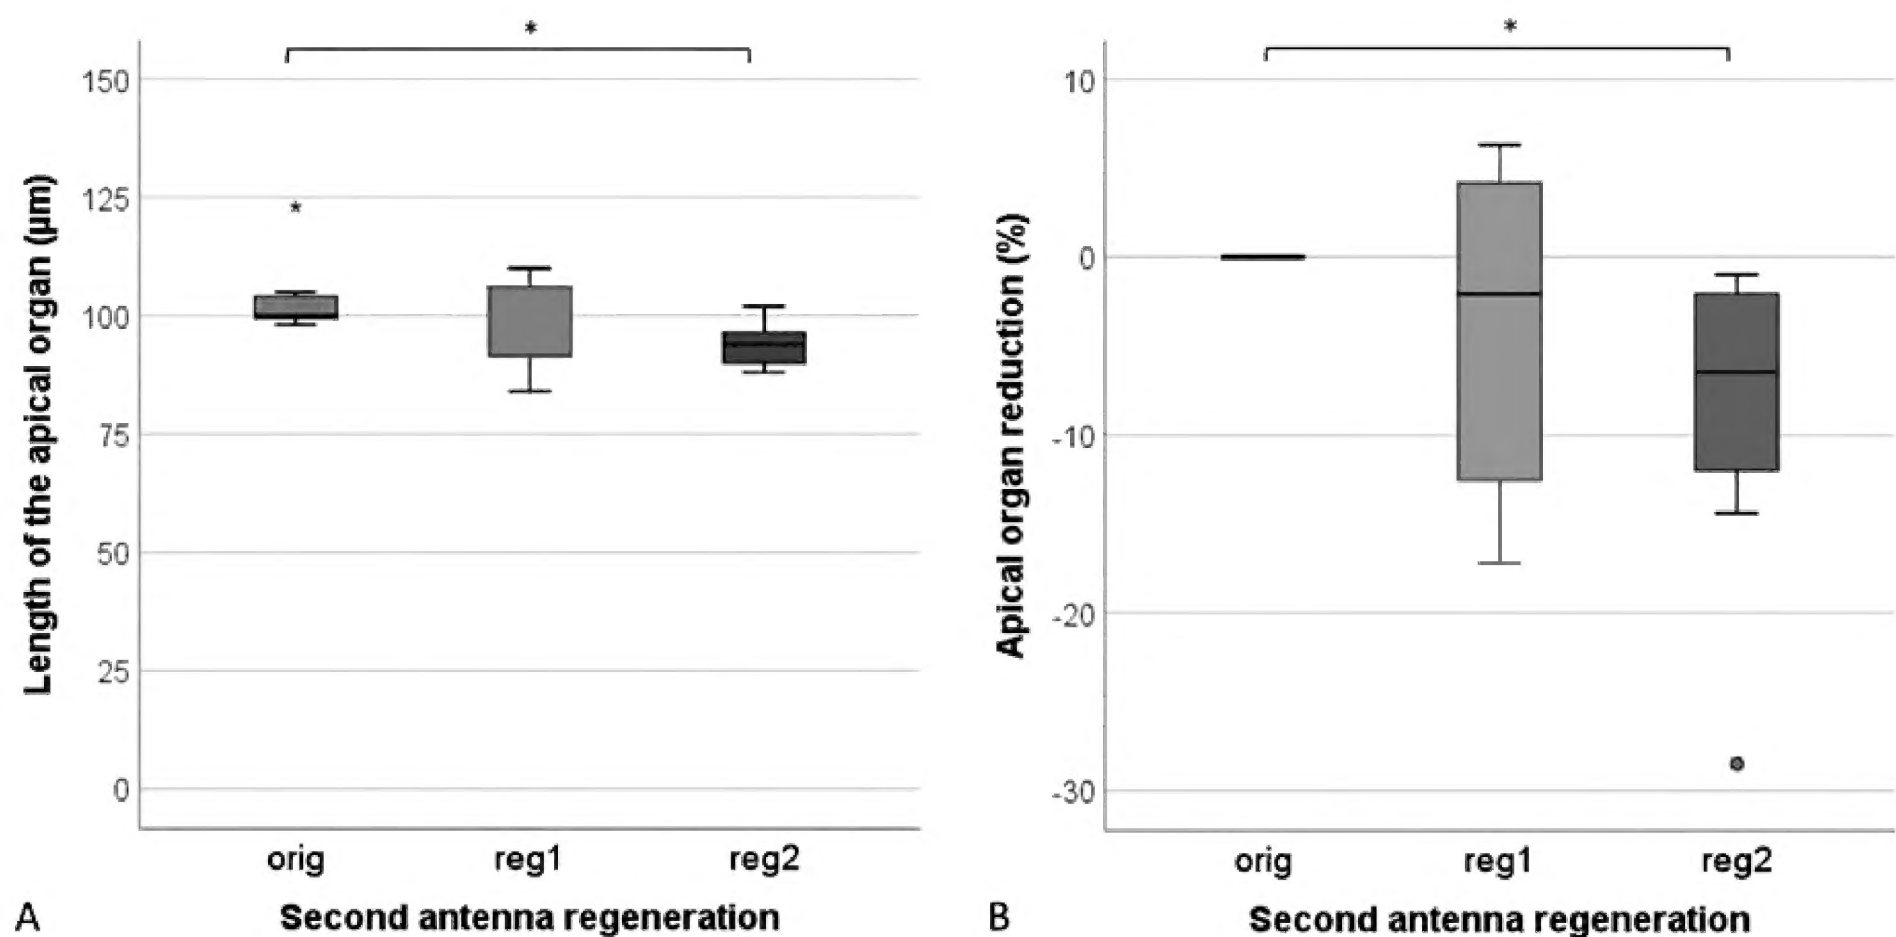 *
150
125
*
100
75
50
25
0
Length of the apical organ (µm)
orig reg1 reg2
A Second antenna regeneration
*
10
0
-10
-20
-30
Apical organ reduction (%)
orig reg1 reg2
B Second antenna regeneration